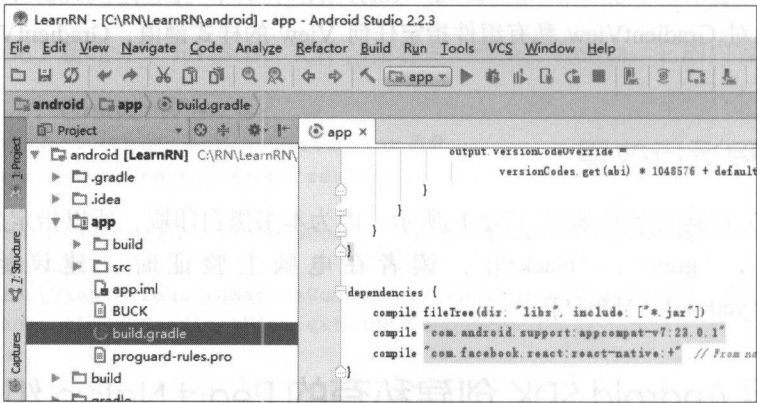 LearnRN - [C:\RN\LearnRN\android] - app - Android Studio 2.2.3
File Edit View Navigate Code Analyze Refactor Build Run Tools VCS Window Help
app
android app build.gradle
Project
app ×
1: Project
7: Structure
Captures
android [LearnRN] C:\RN\LearnRN\
.gradle
.idea
app
build
src
app.iml
BUCK
build.gradle
proguard-rules.pro
build
gradle
output.versionCodeOverride =
versionCodes.get(abi) * 1048576 + default
}
}
}
}
dependencies {
compile fileTree(dir: "libs", include: ["*.jar"])
compile "com.android.support:appcompat-v7:23.0.1"
compile "com.facebook.react:react-native:+" // From no
}